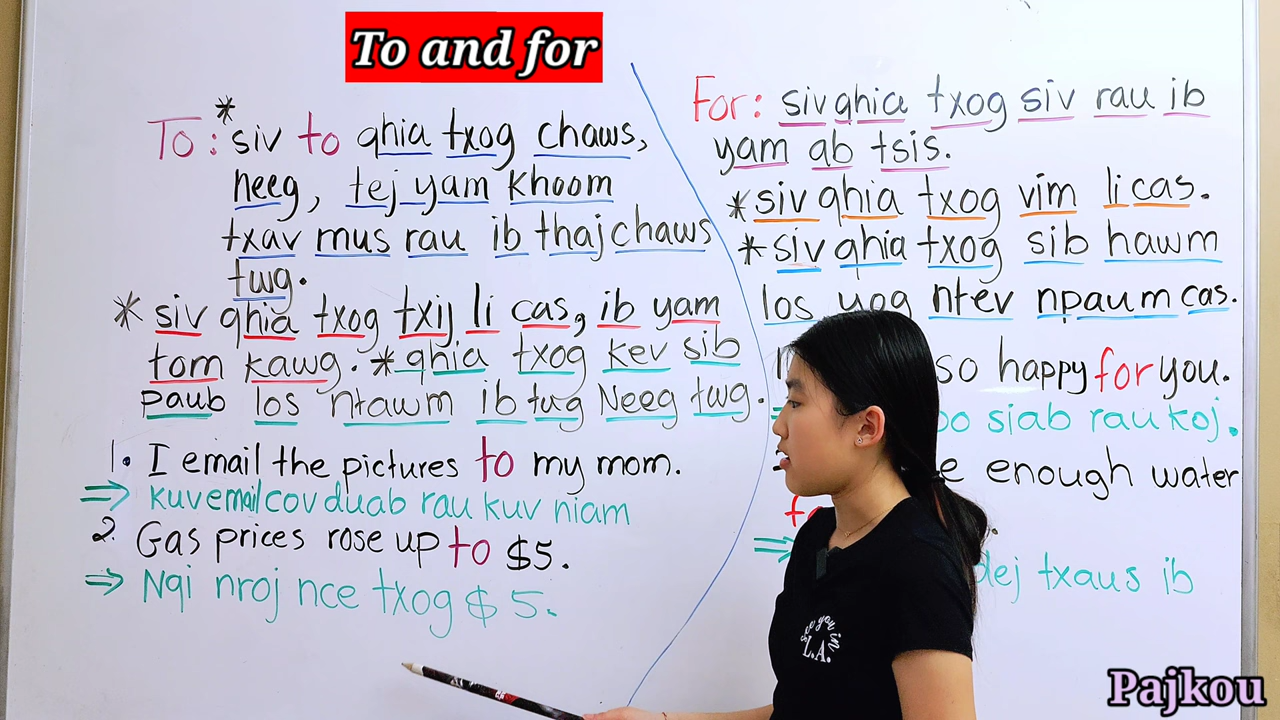 To and for
To: *siv to qhia txog chaws,
neeg, tej yam khoom
txav mus rau ib thaj chaws
twg.
* siv qhia txog txij li cas, ib yam
tom kawg. *qhia txog kev sib
paub los ntawm ib tug Neeg twg.
1. I email the pictures to my mom.
⇒ kuv email cov duab rau kuv niam
2. Gas prices rose up to $5.
⇒ Nqi nroj nce txog $5.
For: siv qhia txog siv rau ib
yam ab tsis.
*siv qhia txog vim li cas.
*siv qhia txog sib hawm
los ntev npaum cas.
so happy for you.
siab rau koj.
enough water
dej txaus ib
see you in
L.A.
Pajkou